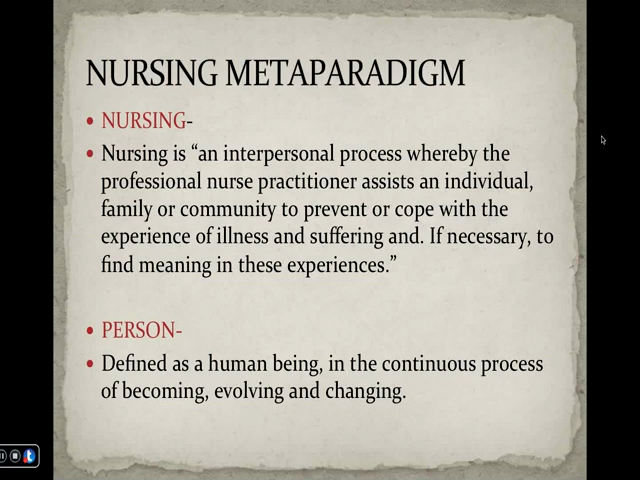 NURSING METAPARADIGM
• NURSING-
• Nursing is “an interpersonal process whereby the
professional nurse practitioner assists an individual,
family or community to prevent or cope with the
experience of illness and suffering and. If necessary, to
find meaning in these experiences.”
• PERSON-
• Defined as a human being, in the continuous process
of becoming, evolving and changing.
t